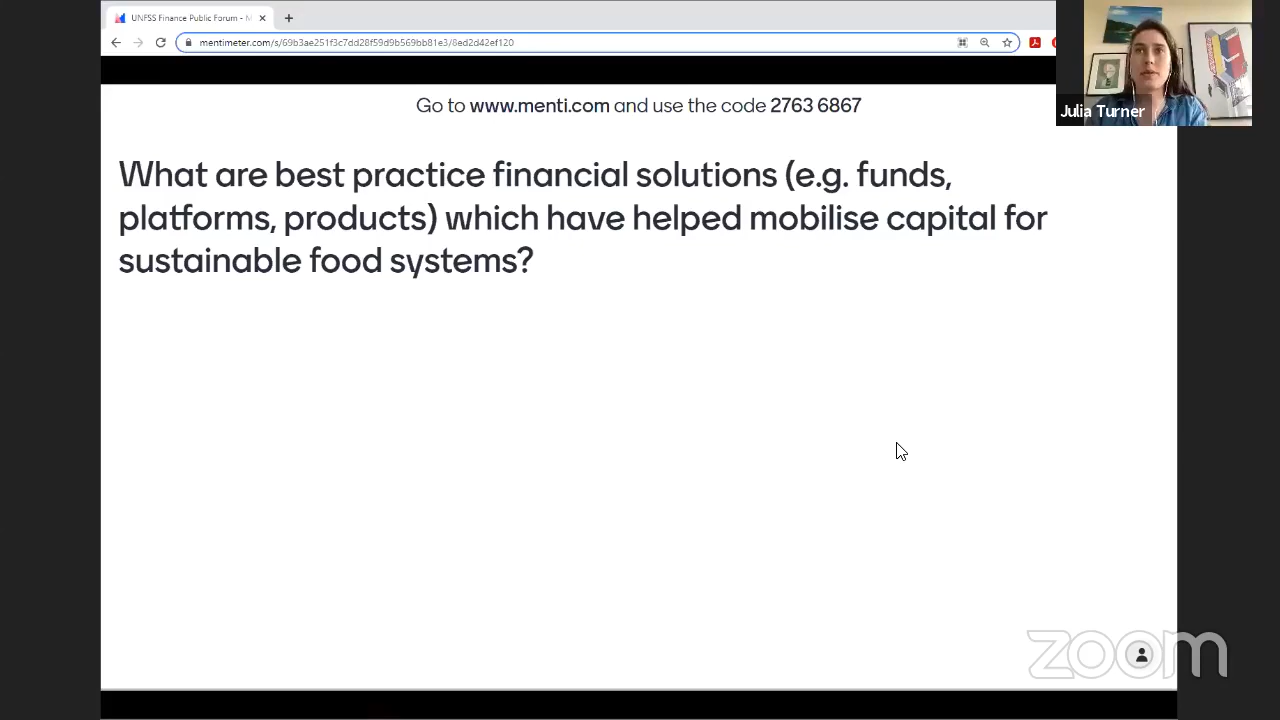 UNFSS Finance Public Forum - M
mentimeter.com/s/69b3ae251f3c7dd28f59d9b569bb81e3/8ed2d42ef120
Julia Turner
Go to www.menti.com and use the code 2763 6867
What are best practice financial solutions (e.g. funds,
platforms, products) which have helped mobilise capital for
sustainable food systems?
zoom